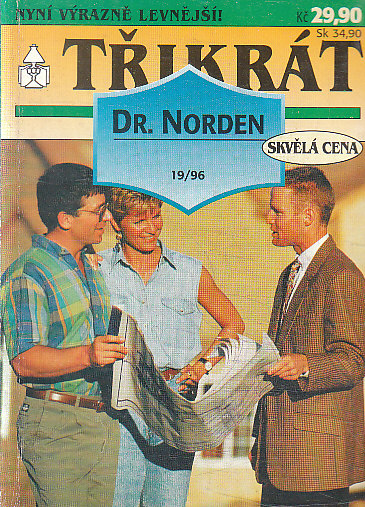 NYNÍ VÝRAZNĚ LEVNĚJŠÍ!
Kč 29,90
Sk 34,90
TŘIKRÁT
DR. NORDEN
19/96
SKVĚLÁ CENA